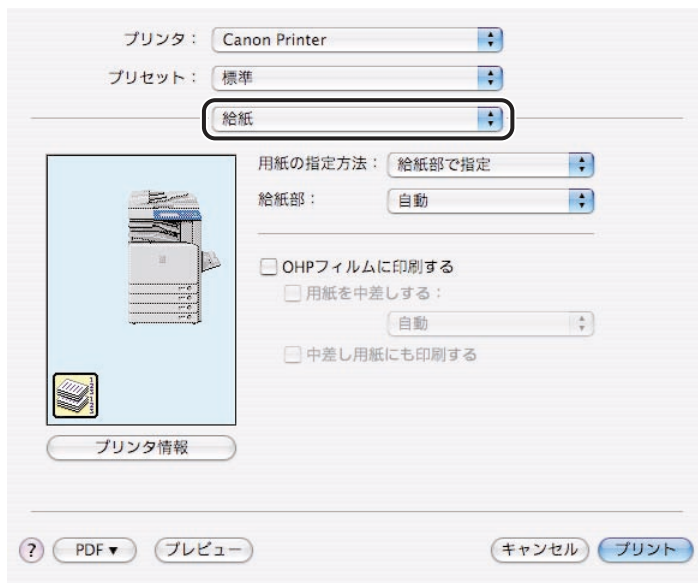 プリンタ： Canon Printer
プリセット： 標準
給紙
用紙の指定方法： 給紙部で指定
給紙部： 自動
OHPフィルムに印刷する
用紙を中差しする：
自動
中差し用紙にも印刷する
プリンタ情報
? PDF▼ プレビュー キャンセル プリント